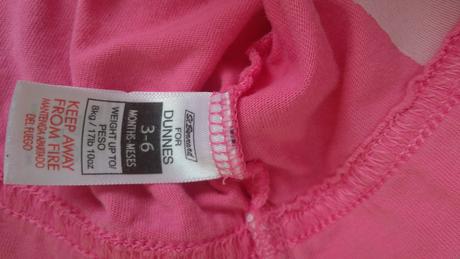 St Bernard
FOR
DUNNES
3-6
MONTHS-MESES
WEIGHT UP TO/
PESO
8kg / 17lb 10oz
KEEP AWAY
FROM FIRE
MANTENGA ALEJADO
DEL FUEGO